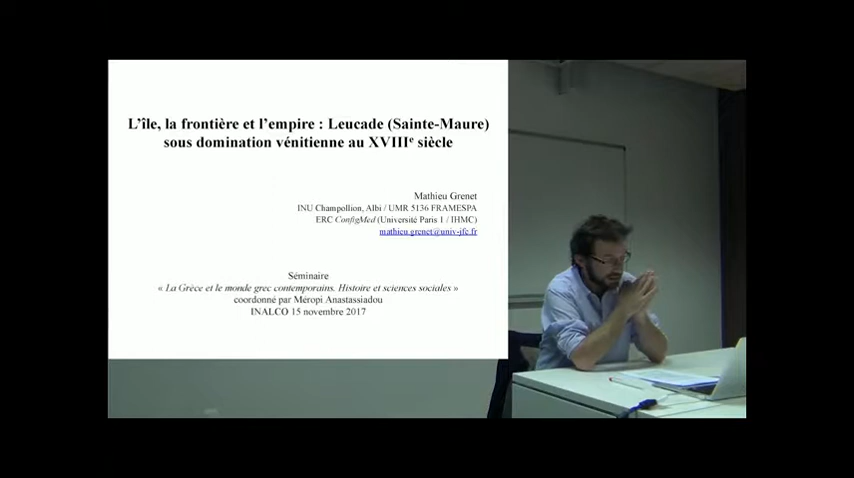 L'île, la frontière et l'empire : Leucade (Sainte-Maure)
sous domination vénitienne au XVIIIe siècle
Mathieu Grenet
INU Champollion, Albi / UMR 5136 FRAMESPA
ERC ConfigMed (Université Paris 1 / IHMC)
mathieu.grenet@univ-jfc.fr
Séminaire
« La Grèce et le monde grec contemporains. Histoire et sciences sociales »
coordonné par Méropi Anastassiadou
INALCO 15 novembre 2017